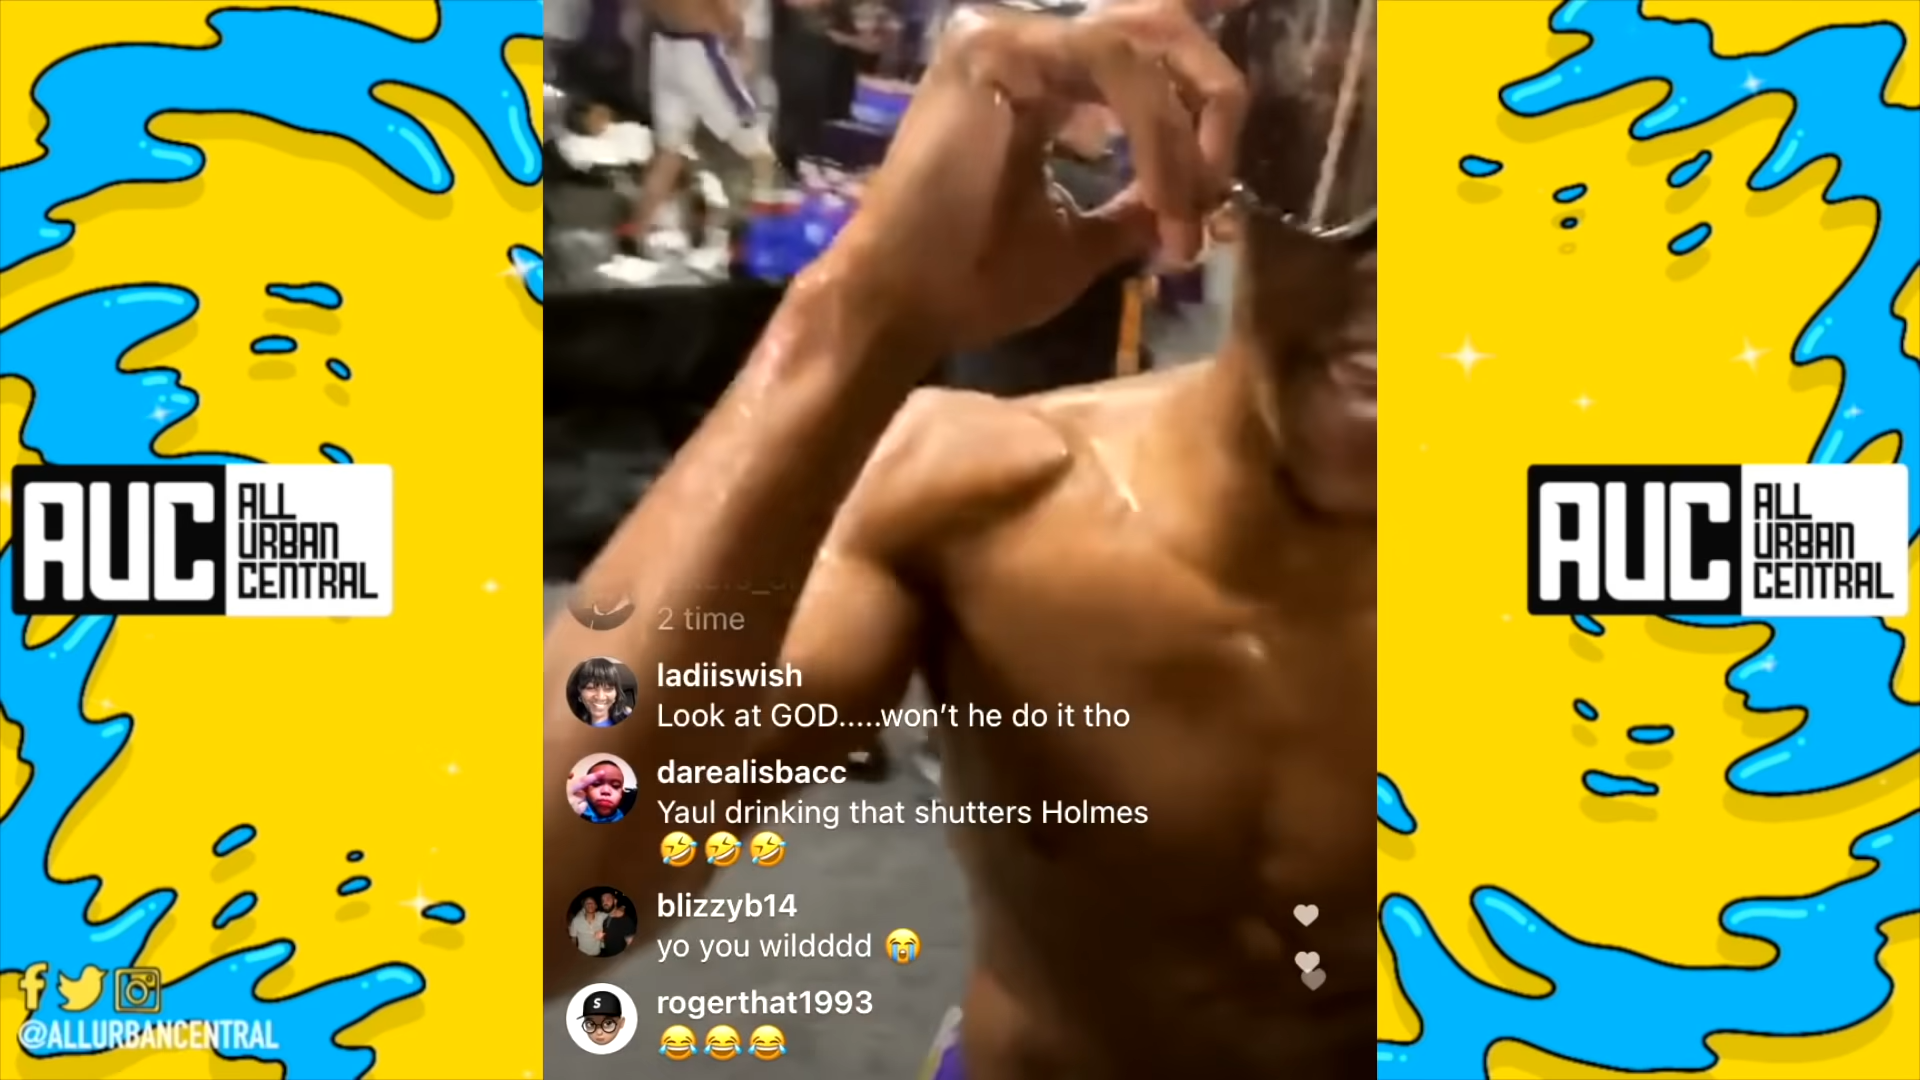 2 time
ladiiswish
Look at GOD.....won't he do it tho
darealisbacc
Yaul drinking that shutters Holmes
🤣🤣🤣
blizzyb14
yo you wildddd 😭
rogerthat1993
😂😂😂
AUC
ALL
URBAN
CENTRAL
@ALLURBANCENTRAL
AUC
ALL
URBAN
CENTRAL
S